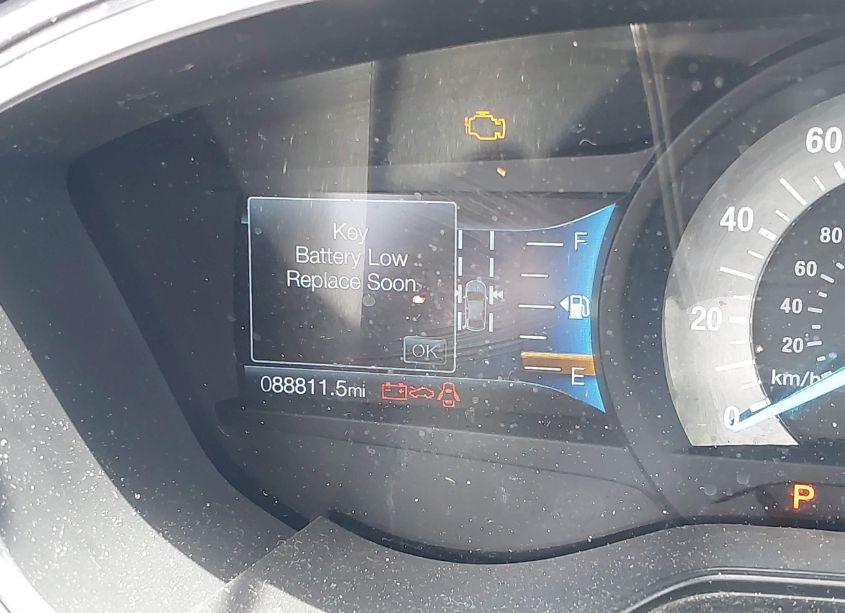 Key
Battery Low
Replace Soon
OK
088811.5mi
F
E
60
40
20
0
80
60
40
20
km/h
P